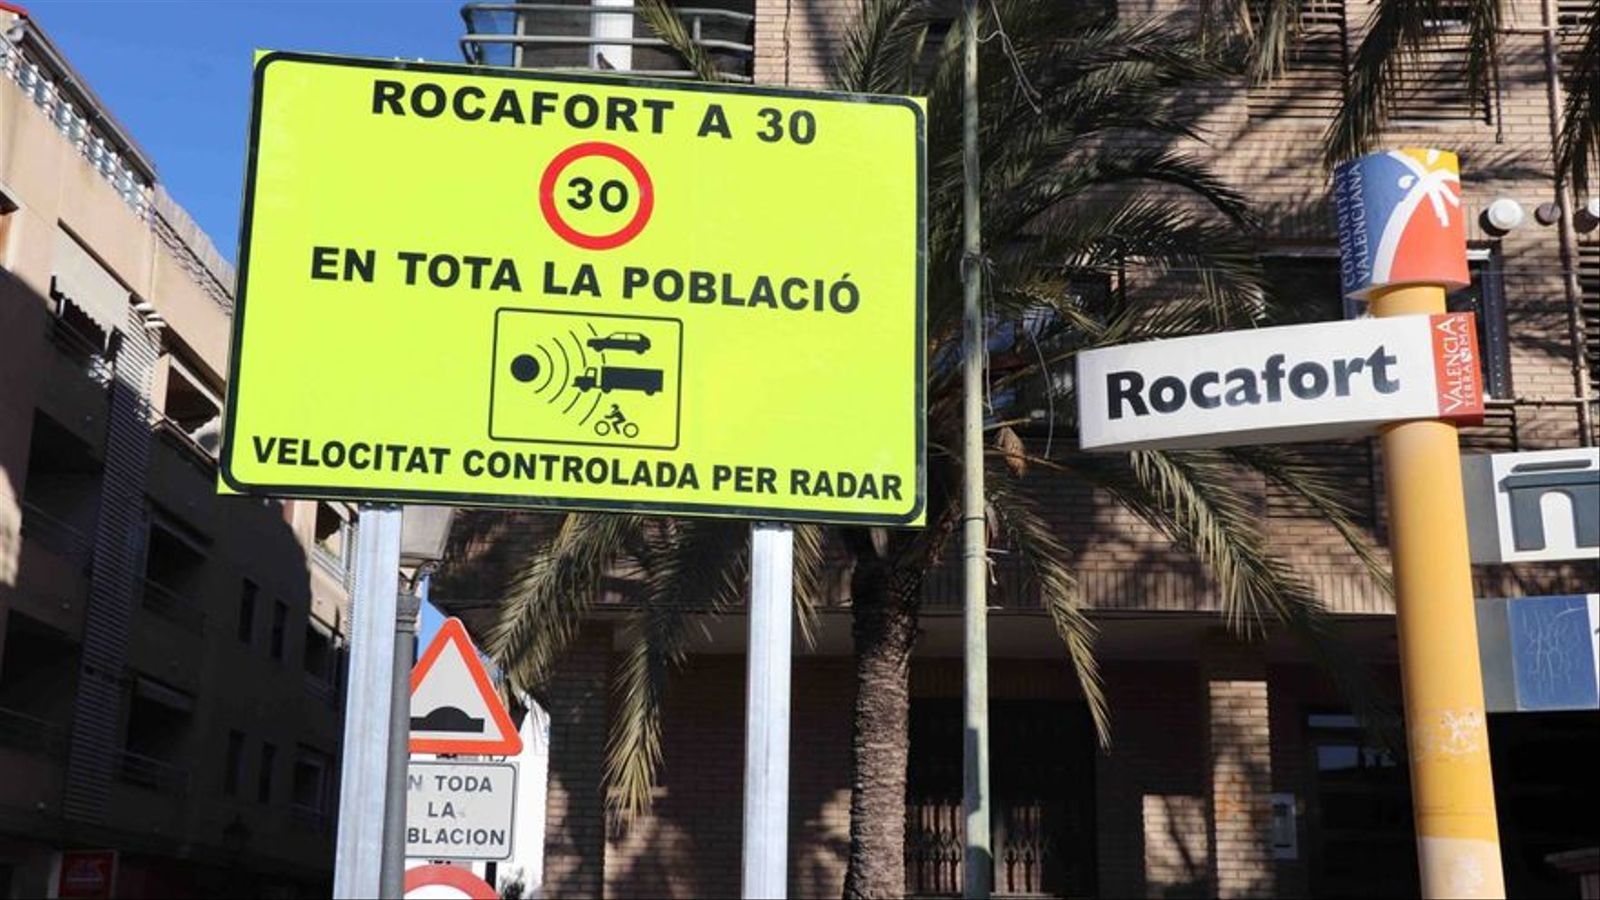 ROCAFORT A 30
30
EN TOTA LA POBLACIÓ
VELOCITAT CONTROLADA PER RADAR
COMUNITAT
VALENCIANA
Rocafort
VALENCIA
TERRA I MAR
N TODA
LA
BLACION